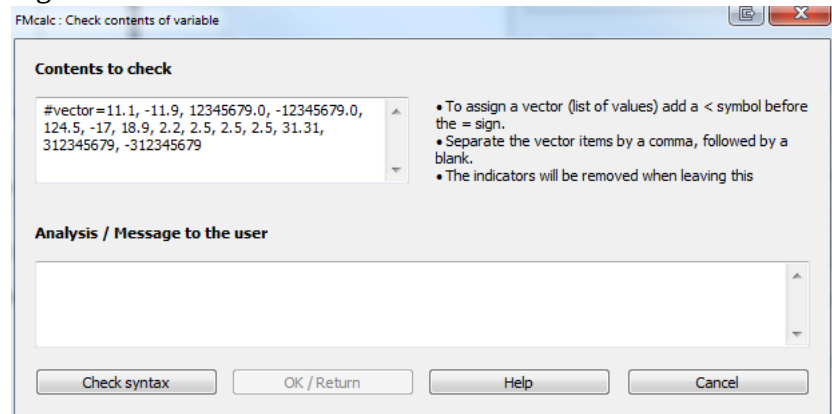 FMcalc : Check contents of variable
Contents to check
#vector=11.1, -11.9, 12345679.0, -12345679.0,
124.5, -17, 18.9, 2.2, 2.5, 2.5, 2.5, 31.31,
312345679, -312345679
• To assign a vector (list of values) add a < symbol before
the = sign.
• Separate the vector items by a comma, followed by a
blank.
• The indicators will be removed when leaving this
Analysis / Message to the user
Check syntax
OK / Return
Help
Cancel